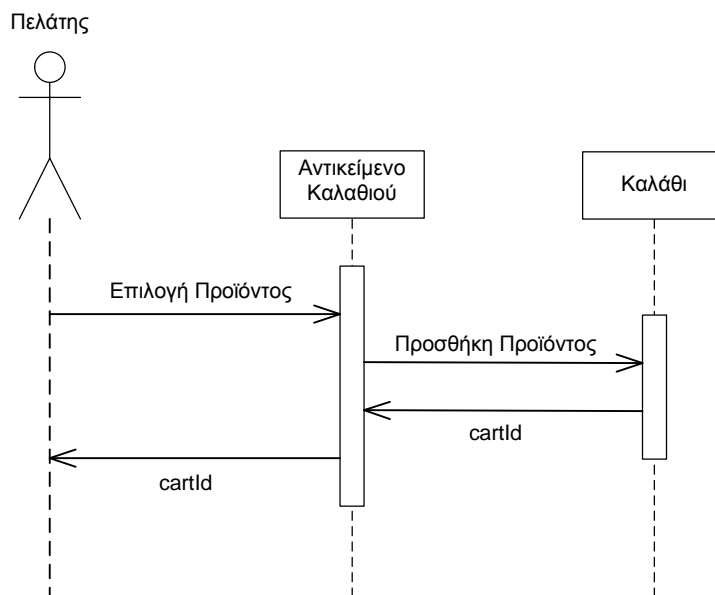 Πελάτης
Αντικείμενο
Καλαθιού
Καλάθι
Επιλογή Προϊόντος
Προσθήκη Προϊόντος
cartId
cartId